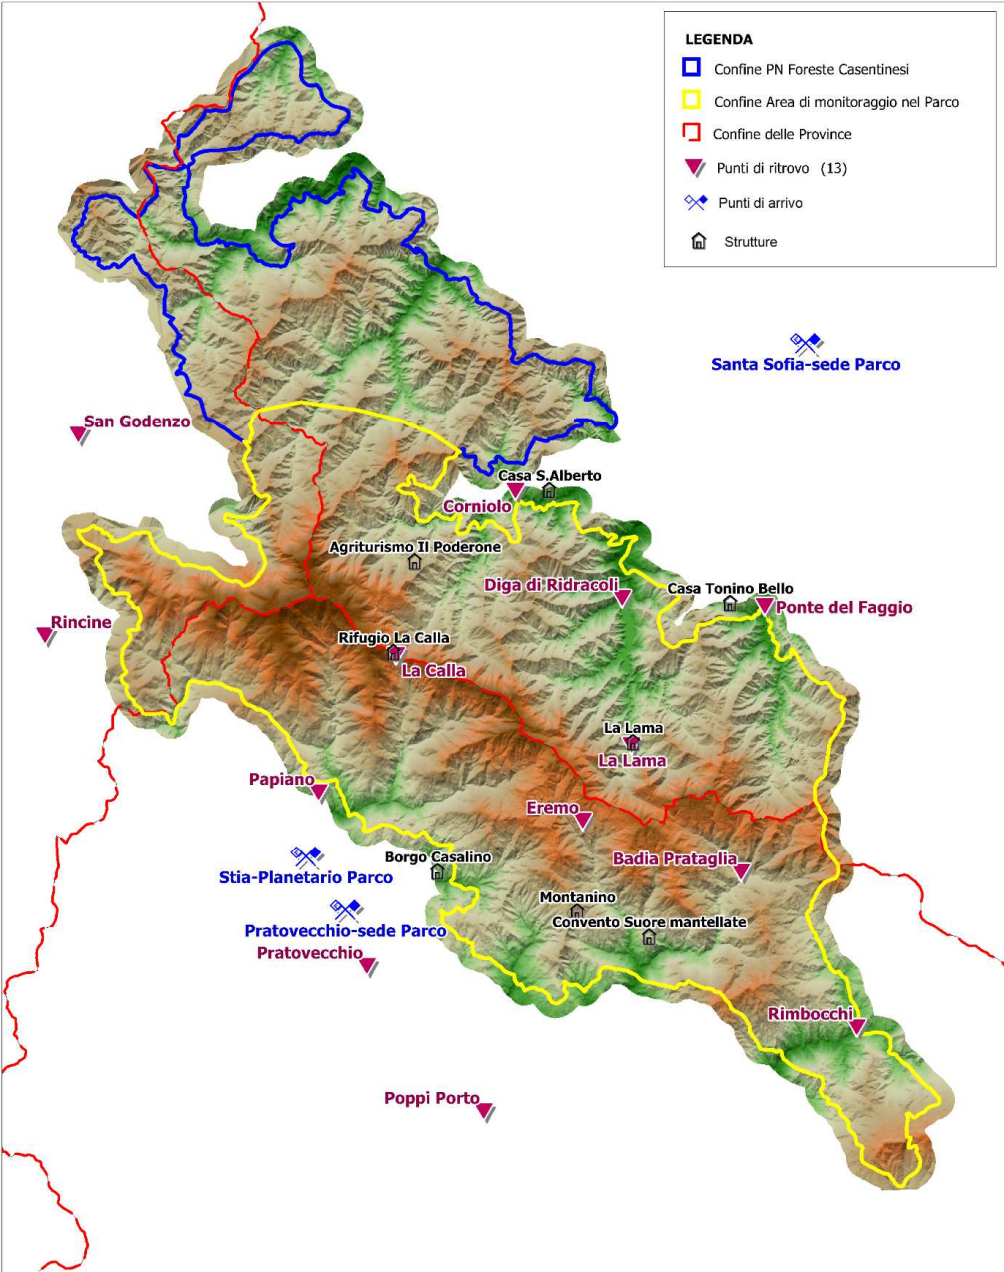 LEGENDA
Confine PN Foreste Casentinesi
Confine Area di monitoraggio nel Parco
Confine delle Province
Punti di ritrovo (13)
Punti di arrivo
Strutture
Santa Sofia-sede Parco
San Godenzo
Casa S.Alberto
Corniolo
Agriturismo Il Poderone
Diga di Ridracoli
Casa Tonino Bello
Ponte del Faggio
Rincine
Rifugio La Calla
La Calla
La Lama
La Lama
Papiano
Eremo
Borgo Casalino
Badia Prataglia
Stia-Planetario Parco
Montanino
Convento Suore mantellate
Pratovecchio-sede Parco
Pratovecchio
Rimbocchi
Poppi Porto